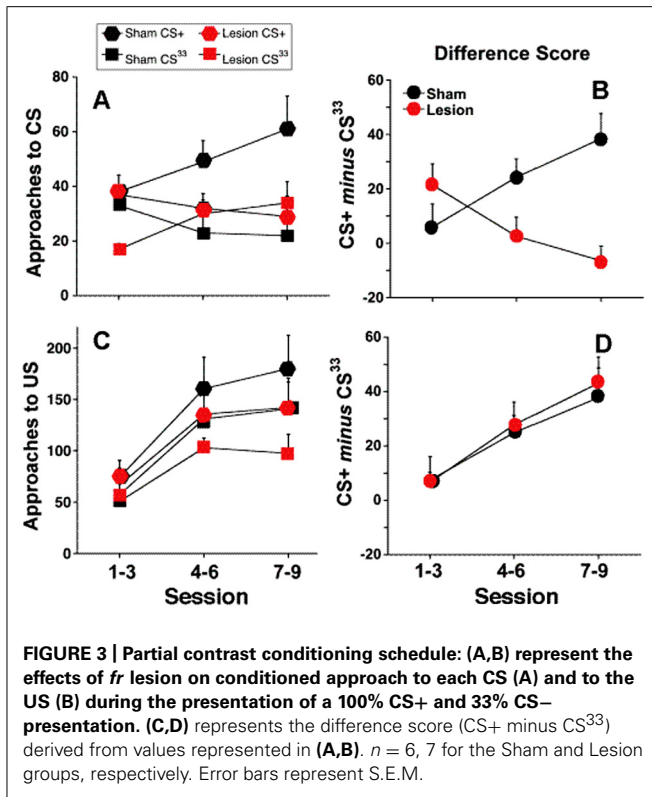 Sham CS+ Lesion CS+
Sham CS³³ Lesion CS³³
Difference Score
A
Approaches to CS
80
60
40
20
0
B
Sham
Lesion
CS+ minus CS³³
60
40
20
0
-20
C
Approaches to US
200
150
100
50
0
1-3 4-6 7-9
Session
D
CS+ minus CS³³
60
40
20
0
-20
1-3 4-6 7-9
Session
FIGURE 3 | Partial contrast conditioning schedule: (A,B) represent the
effects of fr lesion on conditioned approach to each CS (A) and to the
US (B) during the presentation of a 100% CS+ and 33% CS−
presentation. (C,D) represents the difference score (CS+ minus CS³³)
derived from values represented in (A,B). n = 6, 7 for the Sham and Lesion
groups, respectively. Error bars represent S.E.M.